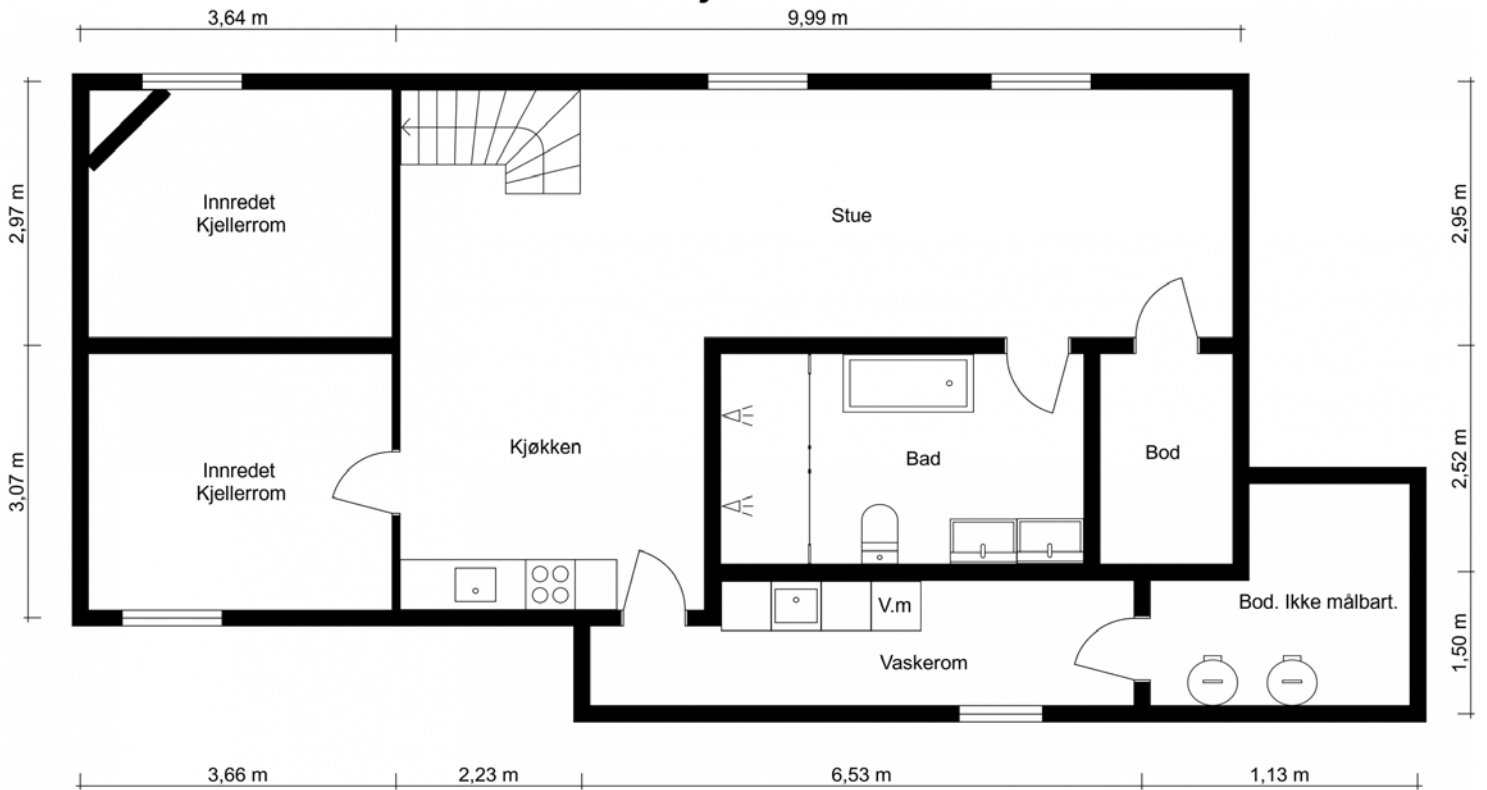 3,64 m
9,99 m
2,97 m
2,95 m
Innredet
Kjellerrom
Stue
Kjøkken
Bad
Bod
Innredet
Kjellerrom
3,07 m
2,52 m
V.m
Bod. Ikke målbart.
Vaskerom
1,50 m
3,66 m
2,23 m
6,53 m
1,13 m